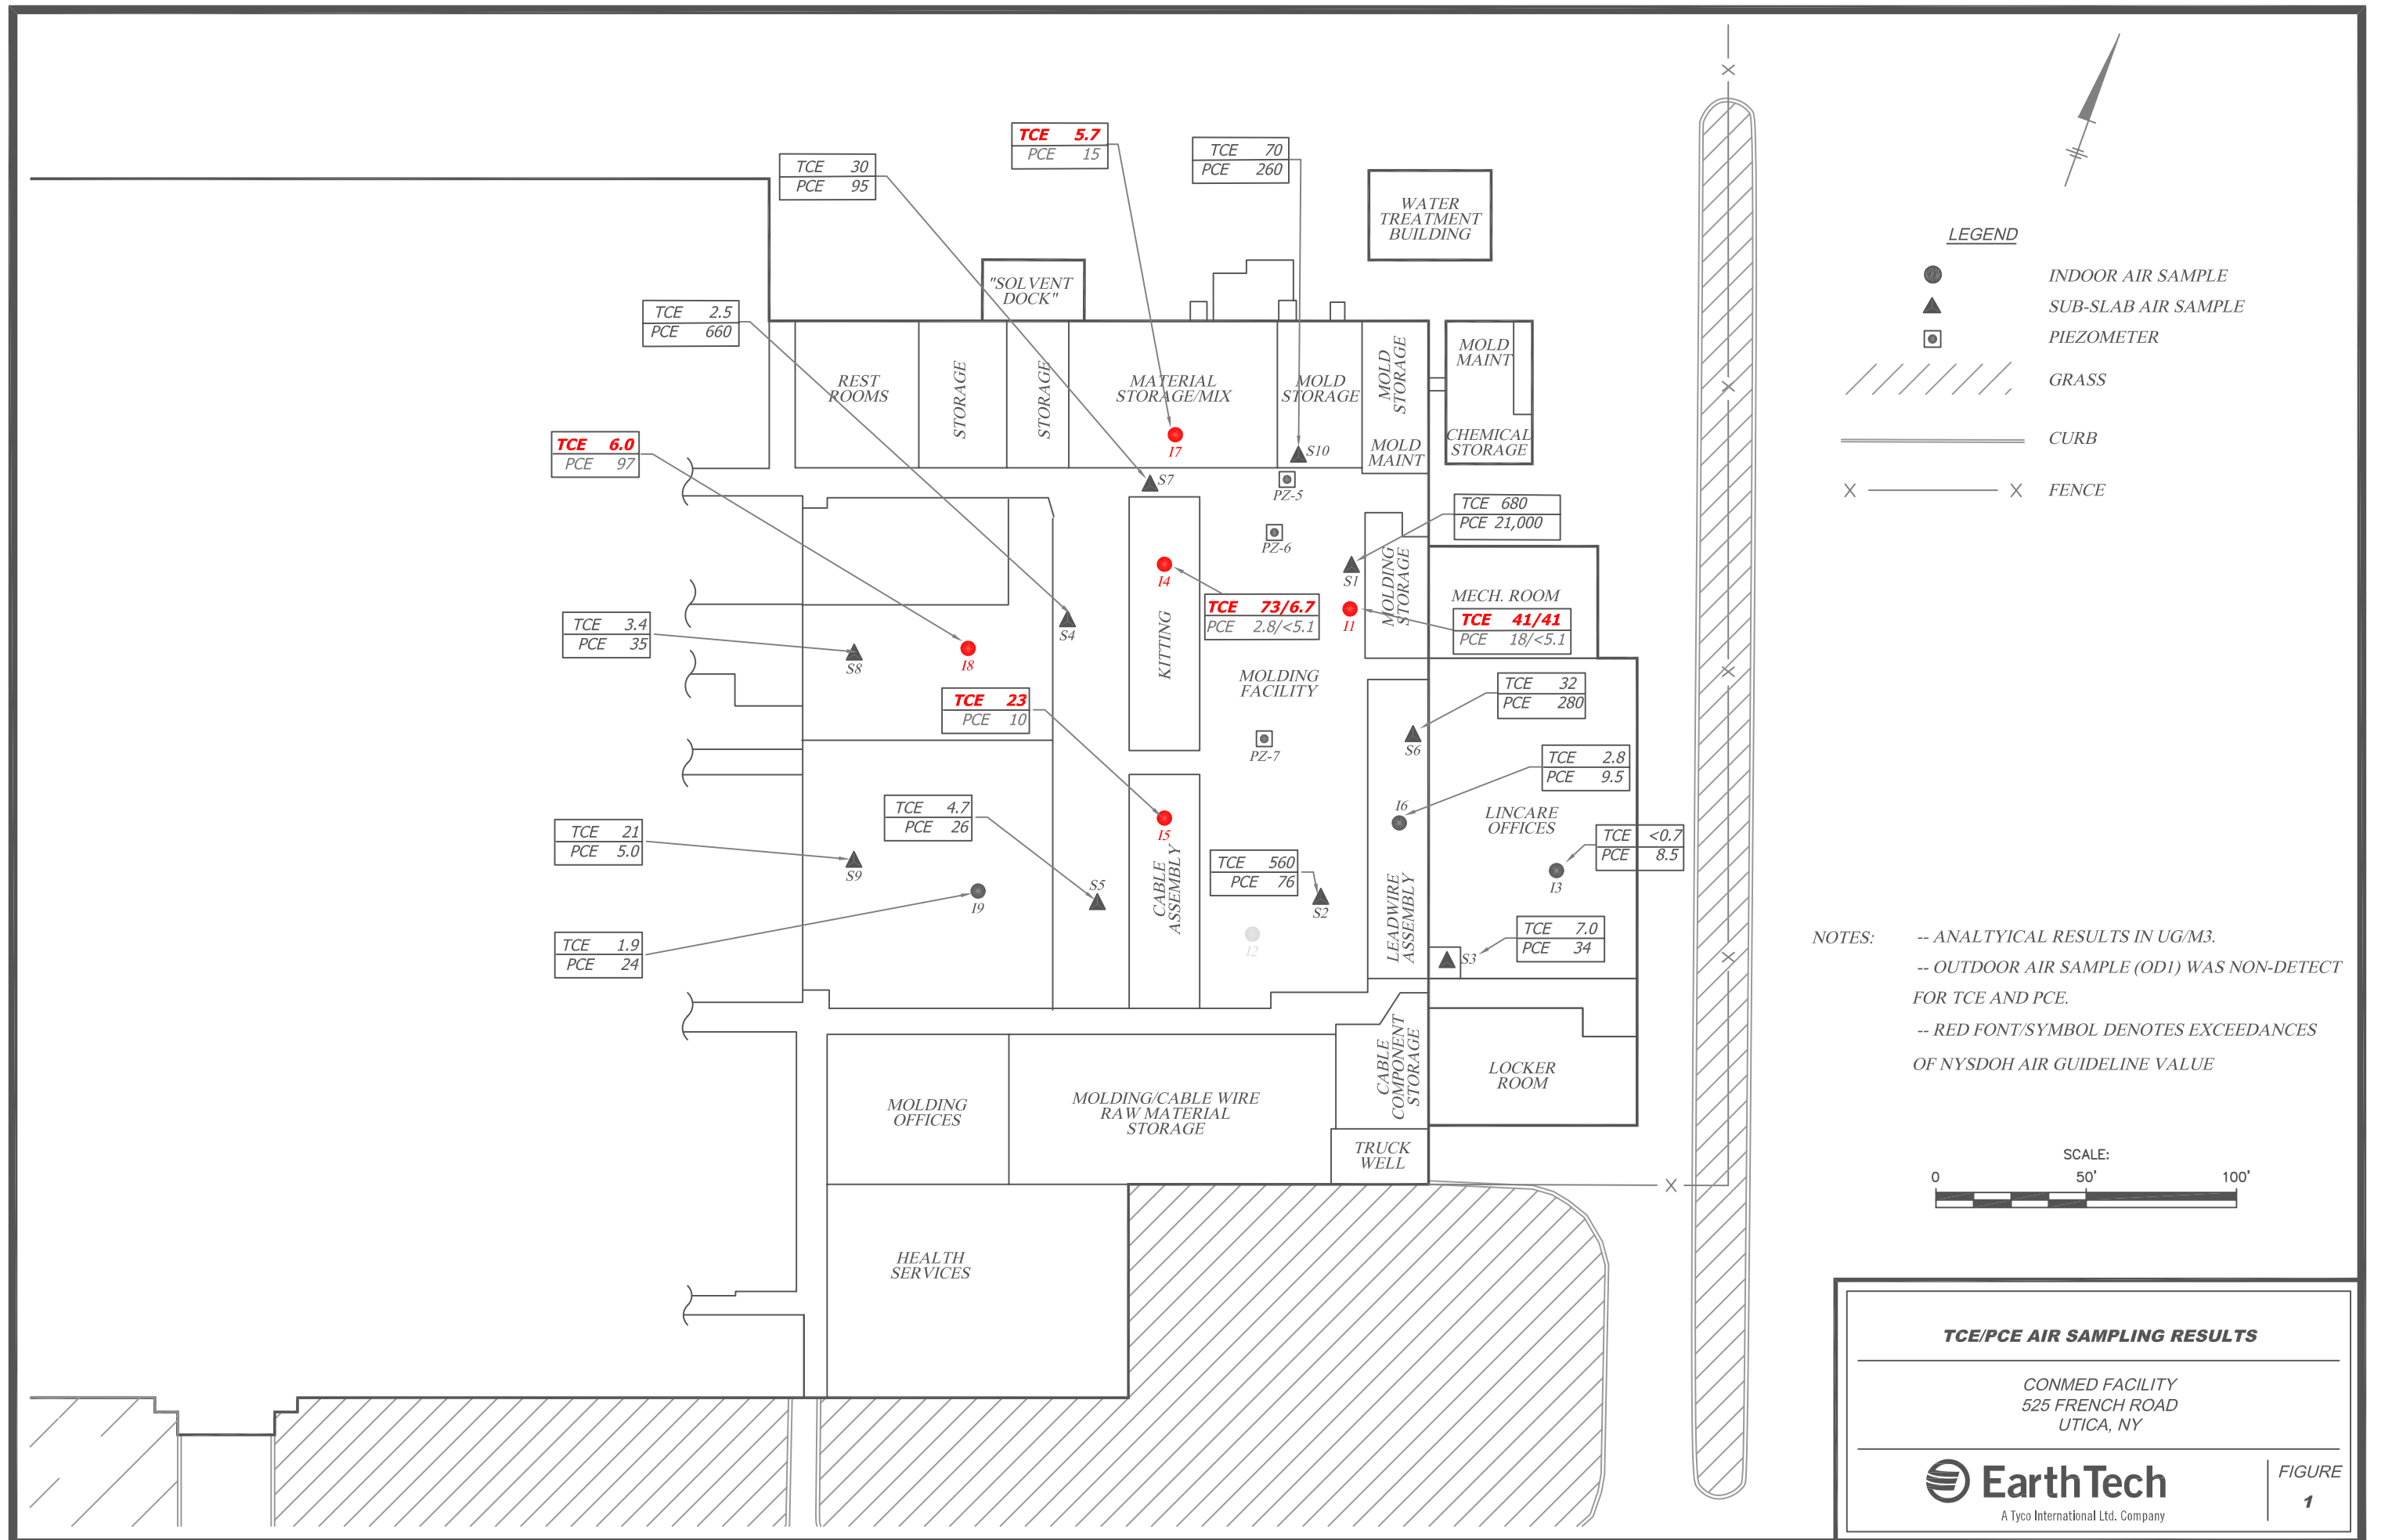 TCE 5.7
PCE 15
TCE 70
PCE 260
TCE 30
PCE 95
WATER
TREATMENT
BUILDING
"SOLVENT
DOCK"
TCE 2.5
PCE 660
REST
ROOMS
STORAGE
STORAGE
MATERIAL
STORAGE/MIX
MOLD
STORAGE
MOLD
STORAGE
MOLD
MAINT
MOLD
MAINT
CHEMICAL
STORAGE
I7
S10
S7
PZ-5
TCE 6.0
PCE 97
TCE 680
PCE 21,000
PZ-6
I4
S1
MOLDING
STORAGE
MECH. ROOM
TCE 73/6.7
PCE 2.8/<5.1
I1
TCE 41/41
PCE 18/<5.1
TCE 3.4
PCE 35
S8
I8
S4
KITTING
MOLDING
FACILITY
TCE 23
PCE 10
TCE 32
PCE 280
S6
PZ-7
TCE 2.8
PCE 9.5
I6
LINCARE
OFFICES
TCE 4.7
PCE 26
I5
TCE 21
PCE 5.0
S9
TCE <0.7
PCE 8.5
I3
TCE 560
PCE 76
S5
S2
I9
CABLE
ASSEMBLY
LEADWIRE
ASSEMBLY
I2
TCE 1.9
PCE 24
TCE 7.0
PCE 34
S3
CABLE
COMPONENT
STORAGE
LOCKER
ROOM
MOLDING
OFFICES
MOLDING/CABLE WIRE
RAW MATERIAL
STORAGE
TRUCK
WELL
HEALTH
SERVICES
X
X
X
X
X
LEGEND
INDOOR AIR SAMPLE
SUB-SLAB AIR SAMPLE
PIEZOMETER
GRASS
CURB
X X FENCE
NOTES: -- ANALTYICAL RESULTS IN UG/M3.
-- OUTDOOR AIR SAMPLE (OD1) WAS NON-DETECT
FOR TCE AND PCE.
-- RED FONT/SYMBOL DENOTES EXCEEDANCES
OF NYSDOH AIR GUIDELINE VALUE
SCALE:
0 50' 100'
TCE/PCE AIR SAMPLING RESULTS
CONMED FACILITY
525 FRENCH ROAD
UTICA, NY
EarthTech
A Tyco International Ltd. Company
FIGURE
1